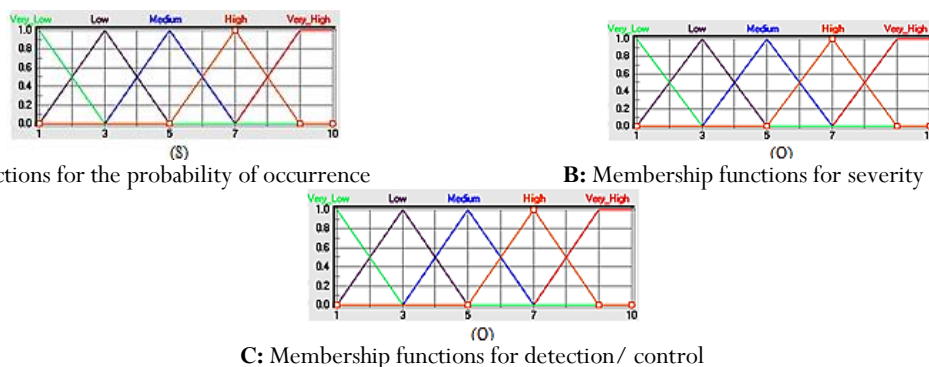 Very_Low Low Medium High Very_High
1.0
0.8
0.6
0.4
0.2
0.0
1 3 5 7 10
(S)
ctions for the probability of occurrence
Very_Low Low Medium High Very_High
1.0
0.8
0.6
0.4
0.2
0.0
1 3 5 7 1
(O)
B: Membership functions for severity
Very_Low Low Medium High Very_High
1.0
0.8
0.6
0.4
0.2
0.0
1 3 5 7 10
(O)
C: Membership functions for detection/ control